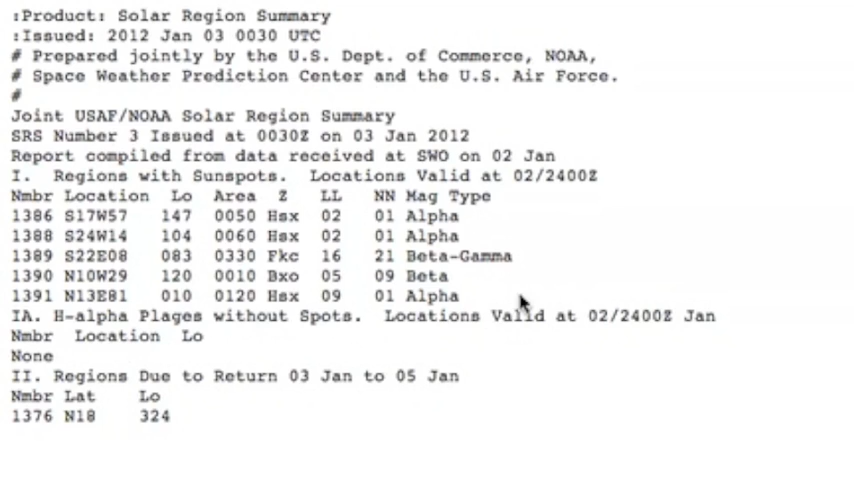 :Product: Solar Region Summary
:Issued: 2012 Jan 03 0030 UTC
# Prepared jointly by the U.S. Dept. of Commerce, NOAA,
# Space Weather Prediction Center and the U.S. Air Force.
#
Joint USAF/NOAA Solar Region Summary
SRS Number 3 Issued at 0030Z on 03 Jan 2012
Report compiled from data received at SWO on 02 Jan
I.  Regions with Sunspots.  Locations Valid at 02/2400Z
Nmbr Location  Lo  Area  Z   LL   NN Mag Type
1386 S17W57   147  0050 Hsx  02   01 Alpha
1388 S24W14   104  0060 Hsx  02   01 Alpha
1389 S22E08   083  0330 Fkc  16   21 Beta-Gamma
1390 N10W29   120  0010 Bxo  05   09 Beta
1391 N13E81   010  0120 Hsx  09   01 Alpha
IA. H-alpha Plages without Spots.  Locations Valid at 02/2400Z Jan
Nmbr  Location  Lo
None
II. Regions Due to Return 03 Jan to 05 Jan
Nmbr Lat    Lo
1376 N18    324